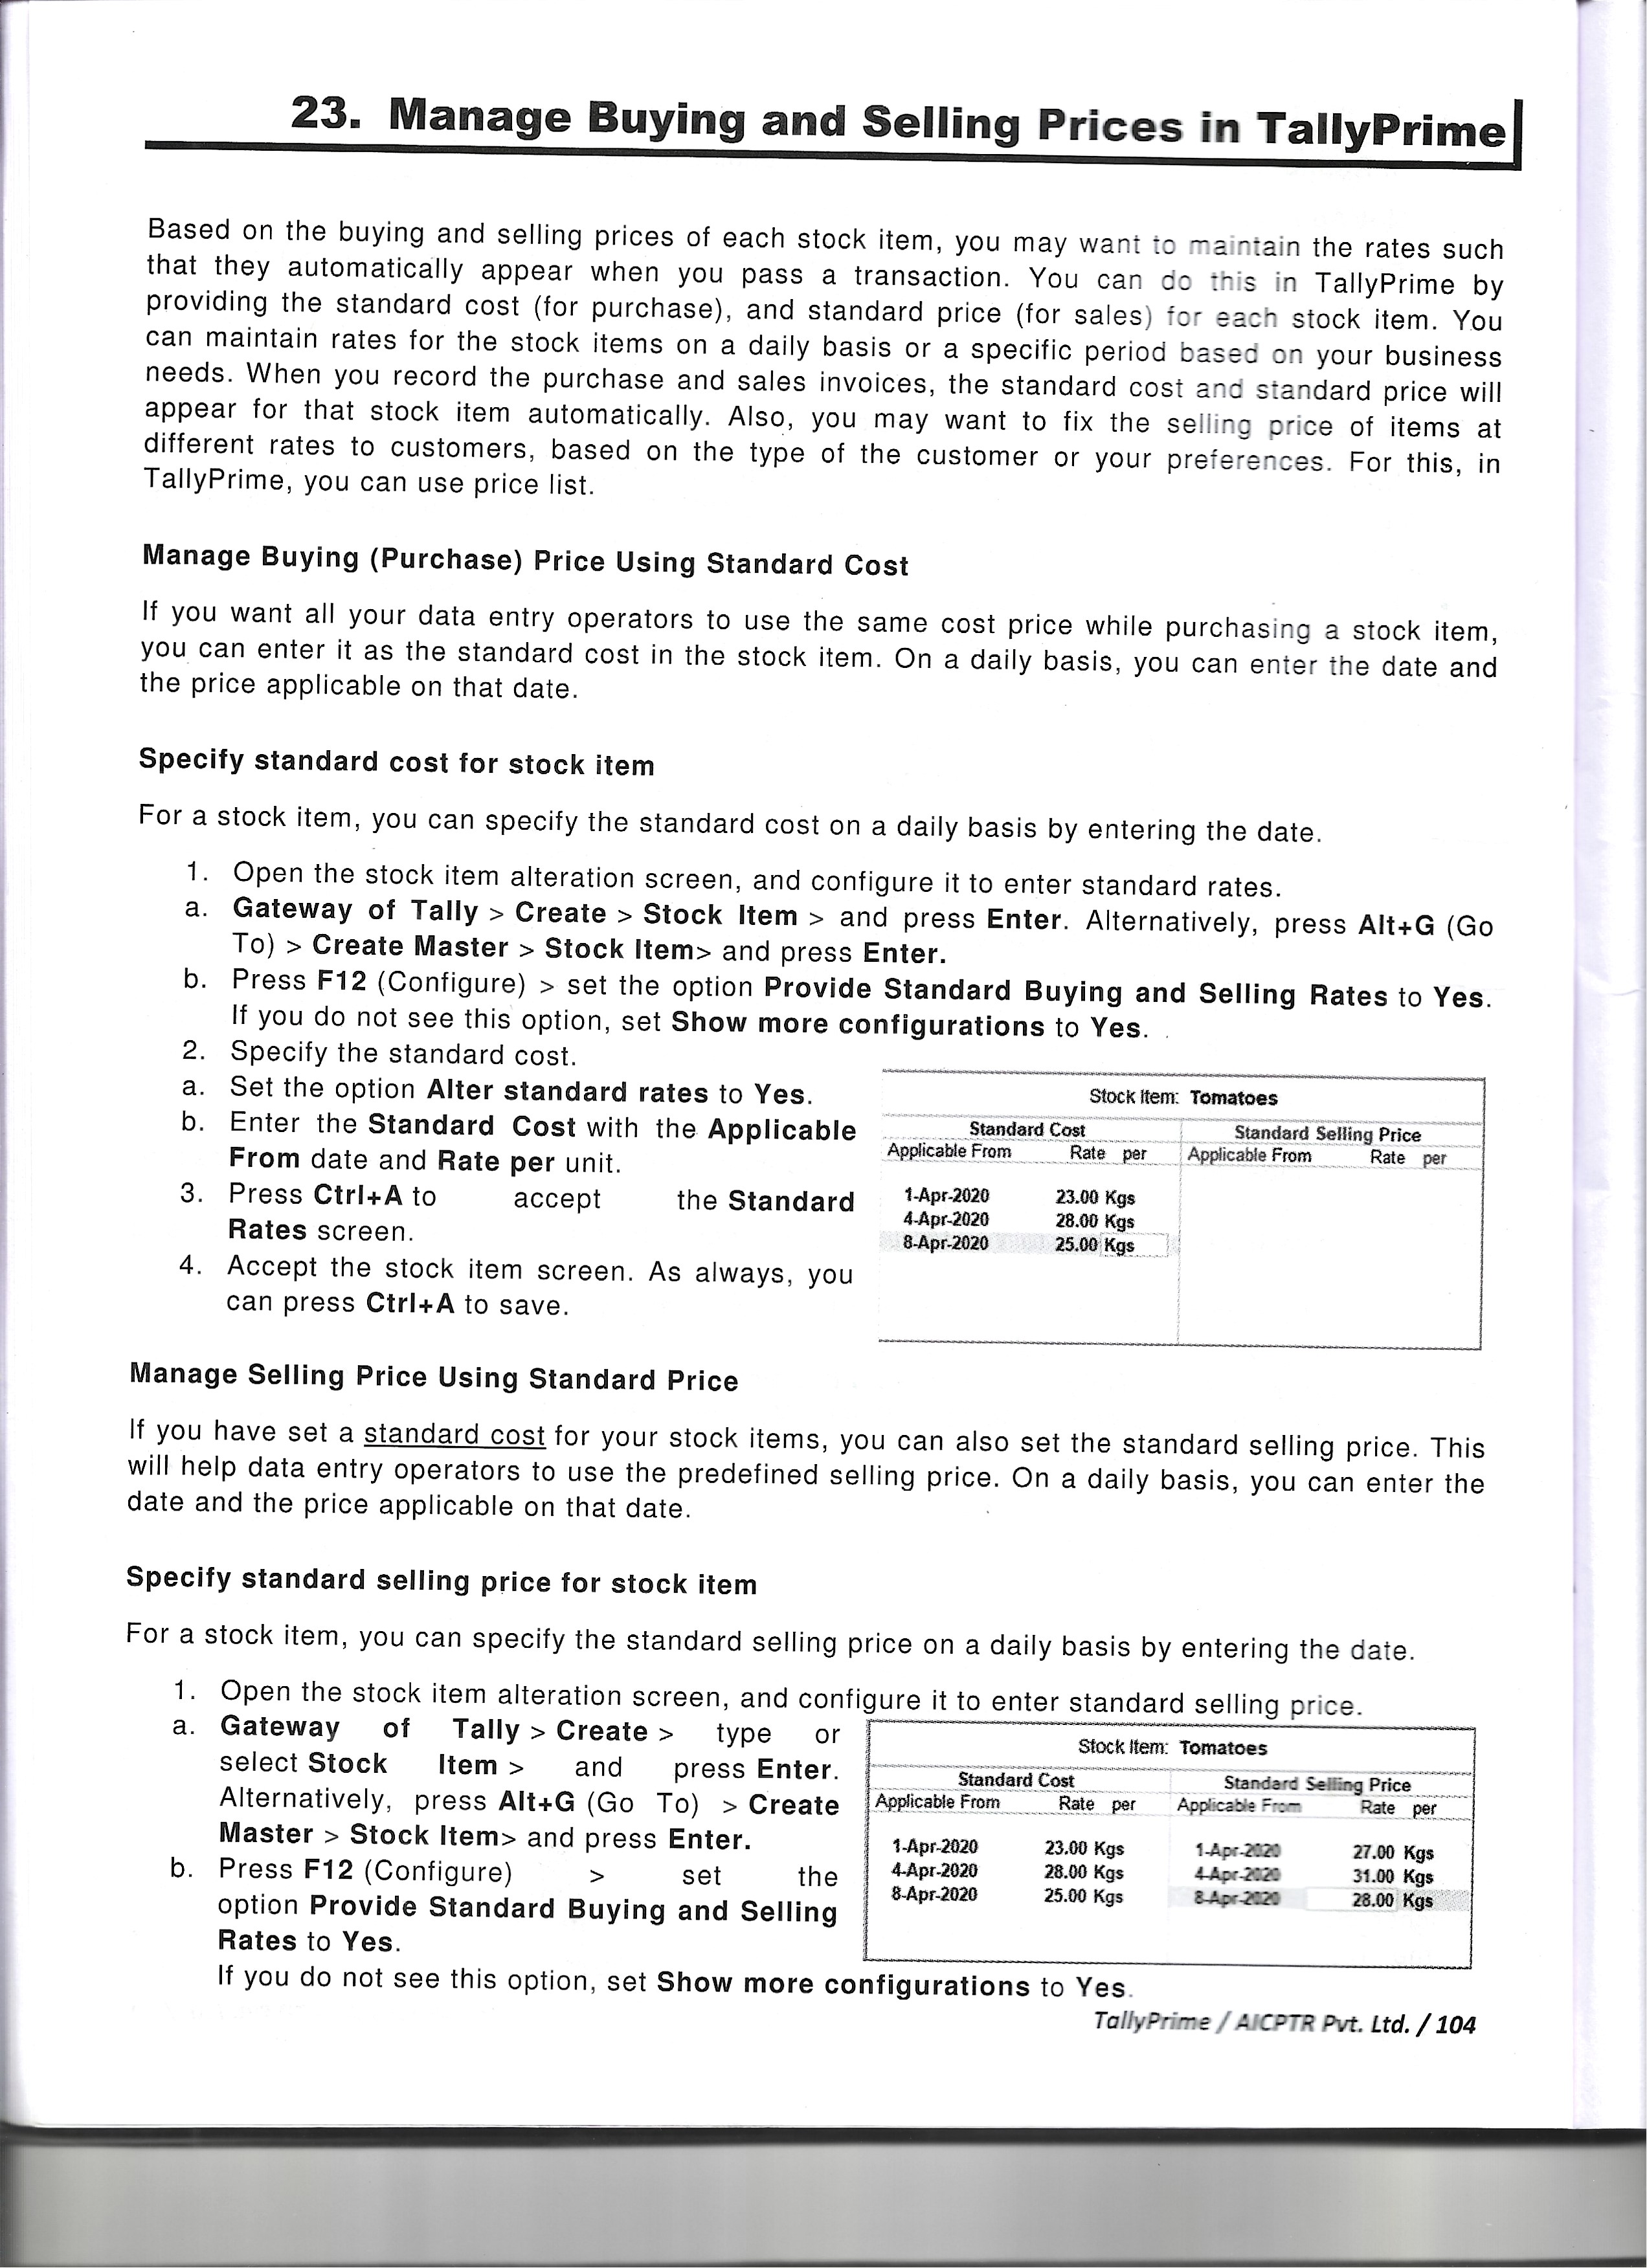 23. Manage Buying and Selling Prices in TallyPrime
Based on the buying and selling prices of each stock item, you may want to maintain the rates such
that they automatically appear when you pass a transaction. You can do this in TallyPrime by
providing the standard cost (for purchase), and standard price (for sales) for each stock item. You
can maintain rates for the stock items on a daily basis or a specific period based on your business
needs. When you record the purchase and sales invoices, the standard cost and standard price will
appear for that stock item automatically. Also, you may want to fix the selling price of items at
different rates to customers, based on the type of the customer or your preferences. For this, in
TallyPrime, you can use price list.
Manage Buying (Purchase) Price Using Standard Cost
If you want all your data entry operators to use the same cost price while purchasing a stock item,
you can enter it as the standard cost in the stock item. On a daily basis, you can enter the date and
the price applicable on that date.
Specify standard cost for stock item
For a stock item, you can specify the standard cost on a daily basis by entering the date.
1. Open the stock item alteration screen, and configure it to enter standard rates.
a. Gateway of Tally > Create > Stock Item > and press Enter. Alternatively, press Alt+G (Go
To) > Create Master > Stock Item> and press Enter.
b. Press F12 (Configure) > set the option Provide Standard Buying and Selling Rates to Yes.
If you do not see this option, set Show more configurations to Yes.
2. Specify the standard cost.
a. Set the option Alter standard rates to Yes.
b. Enter the Standard Cost with the Applicable
From date and Rate per unit.
3. Press Ctrl+A to accept the Standard
Rates screen.
4. Accept the stock item screen. As always, you
can press Ctrl+A to save.
Stock Item: Tomatoes
Standard Cost Standard Selling Price
Applicable From Rate per Applicable From Rate per
1-Apr-2020 23.00 Kgs
4-Apr-2020 28.00 Kgs
8-Apr-2020 25.00 Kgs
Manage Selling Price Using Standard Price
If you have set a standard cost for your stock items, you can also set the standard selling price. This
will help data entry operators to use the predefined selling price. On a daily basis, you can enter the
date and the price applicable on that date.
Specify standard selling price for stock item
For a stock item, you can specify the standard selling price on a daily basis by entering the date.
1. Open the stock item alteration screen, and configure it to enter standard selling price.
a. Gateway of Tally > Create > type or
select Stock Item > and press Enter.
Alternatively, press Alt+G (Go To) > Create
Master > Stock Item> and press Enter.
b. Press F12 (Configure) > set the
option Provide Standard Buying and Selling
Rates to Yes.
If you do not see this option, set Show more configurations to Yes.
Stock Item: Tomatoes
Standard Cost Standard Selling Price
Applicable From Rate per Applicable From Rate per
1-Apr-2020 23.00 Kgs 1-Apr-2020 27.00 Kgs
4-Apr-2020 28.00 Kgs 4-Apr-2020 31.00 Kgs
8-Apr-2020 25.00 Kgs 8-Apr-2020 28.00 Kgs
TallyPrime / AICPTR Pvt. Ltd. / 104